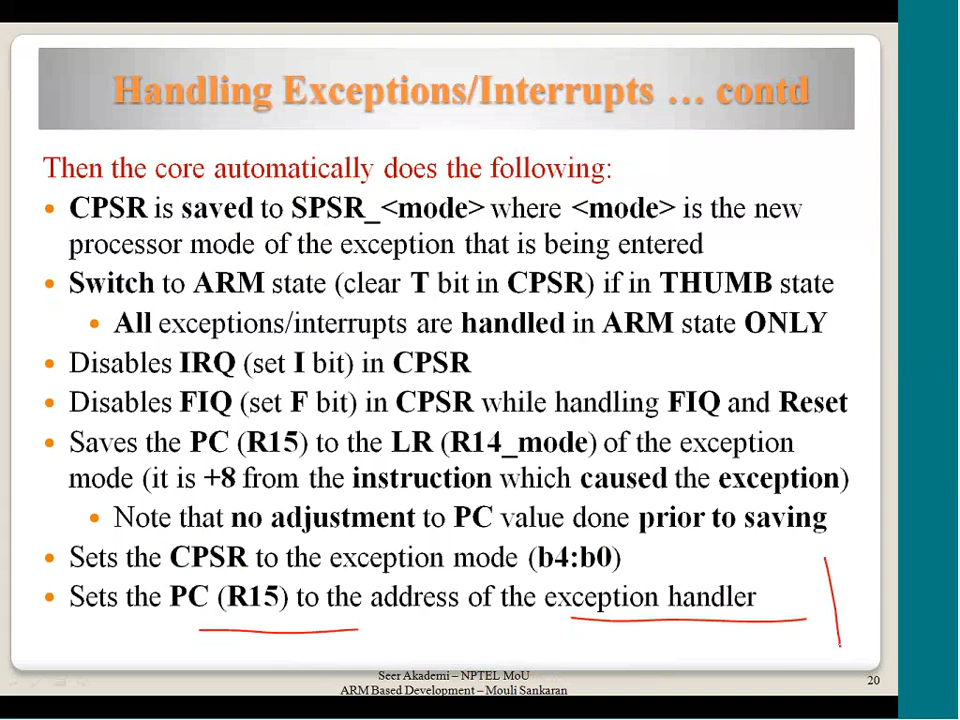 Handling Exceptions/Interrupts … contd
Then the core automatically does the following:
• CPSR is saved to SPSR_<mode> where <mode> is the new
processor mode of the exception that is being entered
• Switch to ARM state (clear T bit in CPSR) if in THUMB state
• All exceptions/interrupts are handled in ARM state ONLY
• Disables IRQ (set I bit) in CPSR
• Disables FIQ (set F bit) in CPSR while handling FIQ and Reset
• Saves the PC (R15) to the LR (R14_mode) of the exception
mode (it is +8 from the instruction which caused the exception)
• Note that no adjustment to PC value done prior to saving
• Sets the CPSR to the exception mode (b4:b0)
• Sets the PC (R15) to the address of the exception handler
Seer Akademi – NPTEL MoU
ARM Based Development – Mouli Sankaran
20